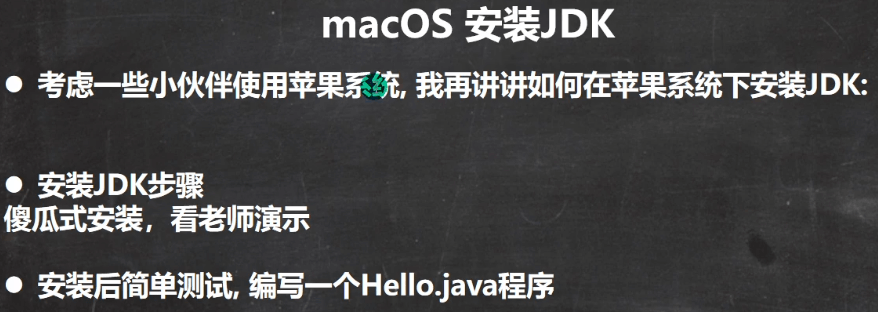 macOS 安装JDK
● 考虑一些小伙伴使用苹果系统, 我再讲讲如何在苹果系统下安装JDK:
● 安装JDK步骤
傻瓜式安装，看老师演示
● 安装后简单测试, 编写一个Hello.java程序